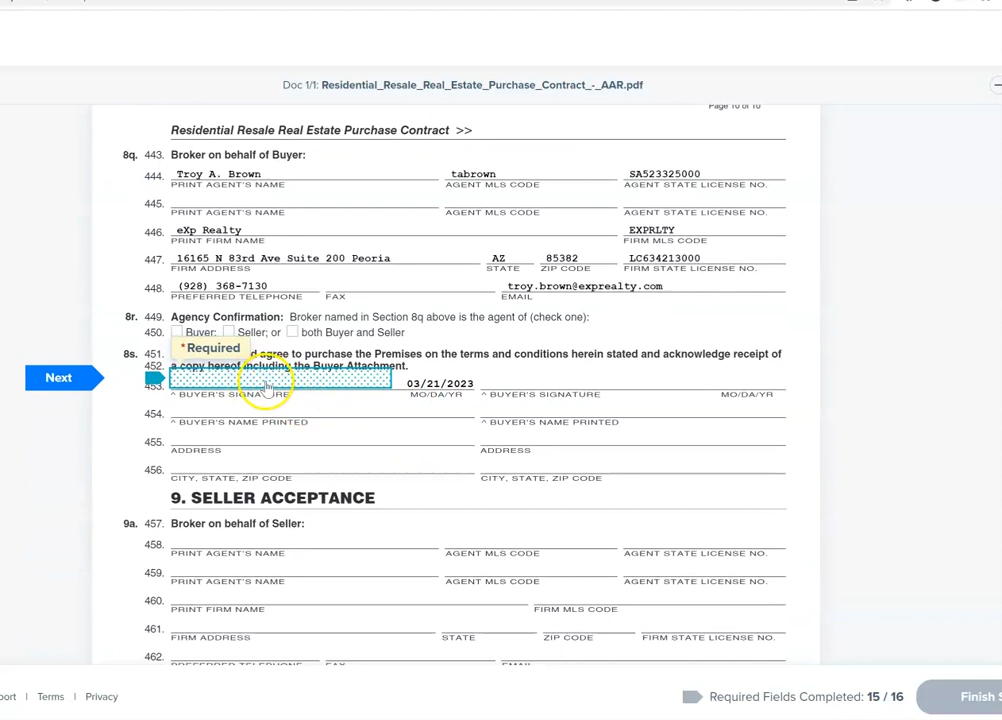 Doc 1/1: Residential_Resale_Real_Estate_Purchase_Contract_-_AAR.pdf
Page 10 of 10
Residential Resale Real Estate Purchase Contract >>
8q. 443. Broker on behalf of Buyer:
444. Troy A. Brown tabrown SA523325000
PRINT AGENT'S NAME AGENT MLS CODE AGENT STATE LICENSE NO.
445.
PRINT AGENT'S NAME AGENT MLS CODE AGENT STATE LICENSE NO.
446. eXp Realty EXPRLTY
PRINT FIRM NAME FIRM MLS CODE
447. 16165 N 83rd Ave Suite 200 Peoria AZ 85382 LC634213000
FIRM ADDRESS STATE ZIP CODE FIRM STATE LICENSE NO.
448. (928) 368-7130 troy.brown@exprealty.com
PREFERRED TELEPHONE FAX EMAIL
8r. 449. Agency Confirmation: Broker named in Section 8q above is the agent of (check one):
450. Buyer; Seller; or both Buyer and Seller
*Required
8s. 451. agree to purchase the Premises on the terms and conditions herein stated and acknowledge receipt of
452. a copy hereof including the Buyer Attachment.
Next
453. 03/21/2023
^ BUYER'S SIGNATURE MO/DA/YR ^ BUYER'S SIGNATURE MO/DA/YR
454.
^ BUYER'S NAME PRINTED ^ BUYER'S NAME PRINTED
455.
ADDRESS ADDRESS
456.
CITY, STATE, ZIP CODE CITY, STATE, ZIP CODE
9. SELLER ACCEPTANCE
9a. 457. Broker on behalf of Seller:
458.
PRINT AGENT'S NAME AGENT MLS CODE AGENT STATE LICENSE NO.
459.
PRINT AGENT'S NAME AGENT MLS CODE AGENT STATE LICENSE NO.
460.
PRINT FIRM NAME FIRM MLS CODE
461.
FIRM ADDRESS STATE ZIP CODE FIRM STATE LICENSE NO.
462.
PREFERRED TELEPHONE FAX EMAIL
port | Terms | Privacy
Required Fields Completed: 15 / 16
Finish S